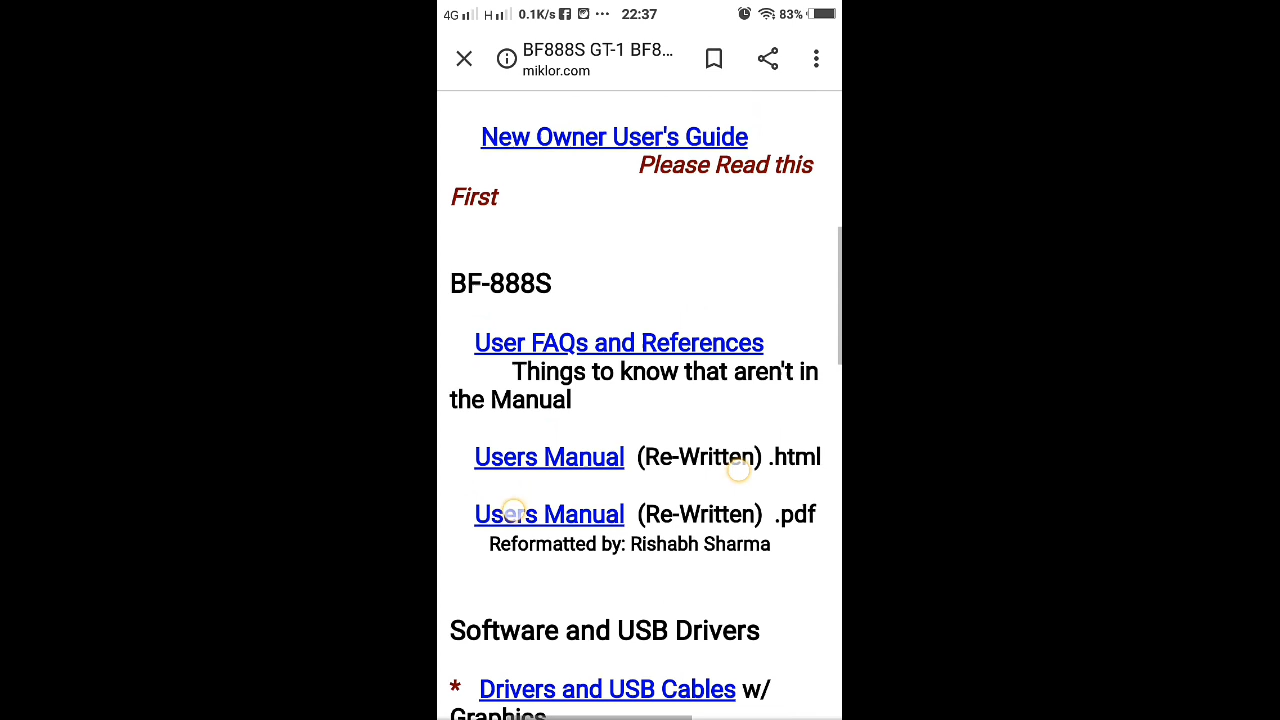 4G H 0.1K/s ... 22:37 83%
BF888S GT-1 BF8...
miklor.com
New Owner User's Guide
Please Read this
First
BF-888S
User FAQs and References
Things to know that aren't in
the Manual
Users Manual (Re-Written) .html
Users Manual (Re-Written) .pdf
Reformatted by: Rishabh Sharma
Software and USB Drivers
* Drivers and USB Cables w/
Graphics